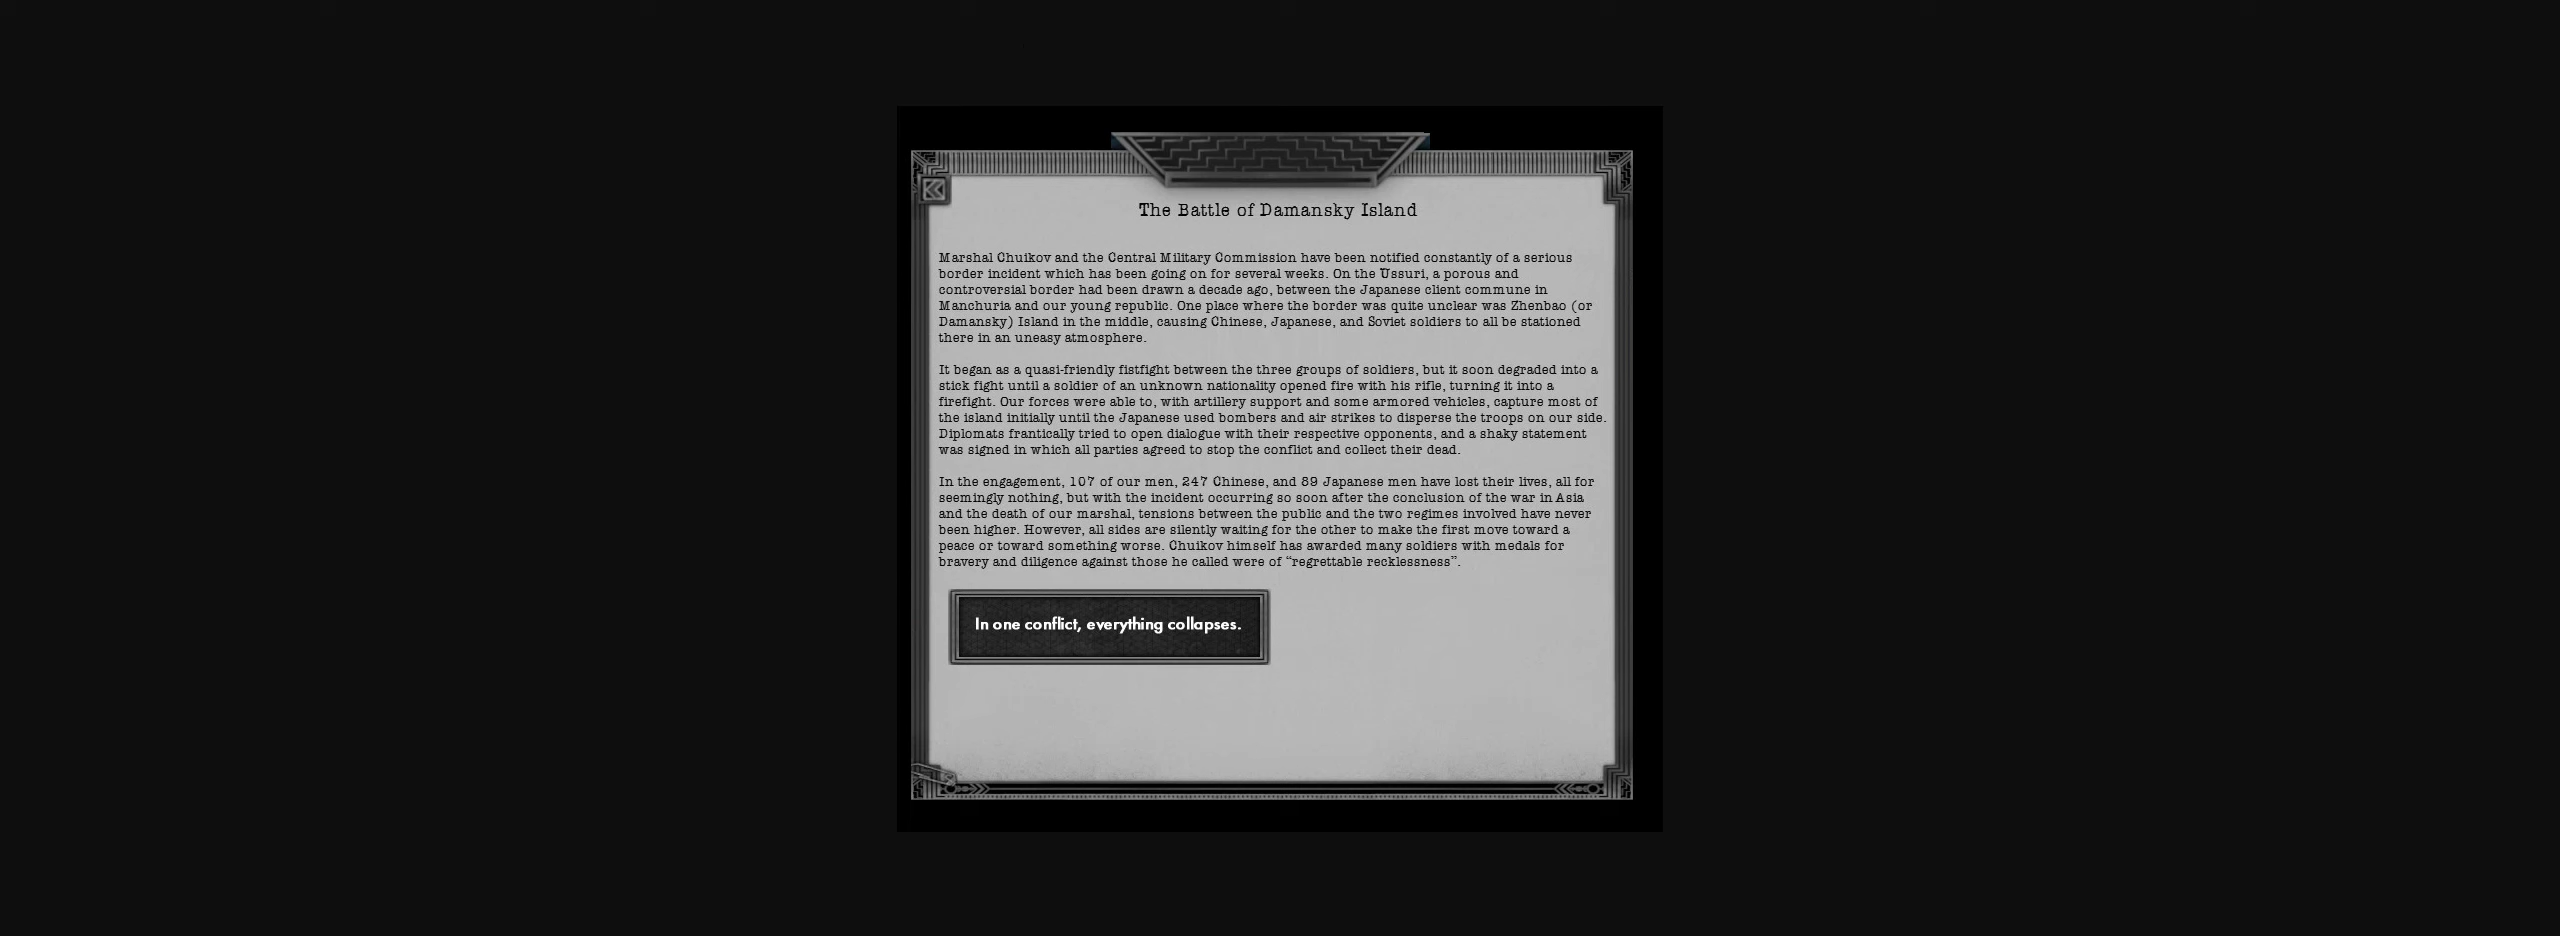 The Battle of Damansky Island
Marshal Chuikov and the Central Military Commission have been notified constantly of a serious
border incident which has been going on for several weeks. On the Ussuri, a porous and
controversial border had been drawn a decade ago, between the Japanese client commune in
Manchuria and our young republic. One place where the border was quite unclear was Zhenbao (or
Damansky) Island in the middle, causing Chinese, Japanese, and Soviet soldiers to all be stationed
there in an uneasy atmosphere.
It began as a quasi-friendly fistfight between the three groups of soldiers, but it soon degraded into a
stick fight until a soldier of an unknown nationality opened fire with his rifle, turning it into a
firefight. Our forces were able to, with artillery support and some armored vehicles, capture most of
the island initially until the Japanese used bombers and air strikes to disperse the troops on our side.
Diplomats frantically tried to open dialogue with their respective opponents, and a shaky statement
was signed in which all parties agreed to stop the conflict and collect their dead.
In the engagement, 107 of our men, 247 Chinese, and 89 Japanese men have lost their lives, all for
seemingly nothing, but with the incident occurring so soon after the conclusion of the war in Asia
and the death of our marshal, tensions between the public and the two regimes involved have never
been higher. However, all sides are silently waiting for the other to make the first move toward a
peace or toward something worse. Chuikov himself has awarded many soldiers with medals for
bravery and diligence against those he called were of “regrettable recklessness”.
In one conflict, everything collapses.